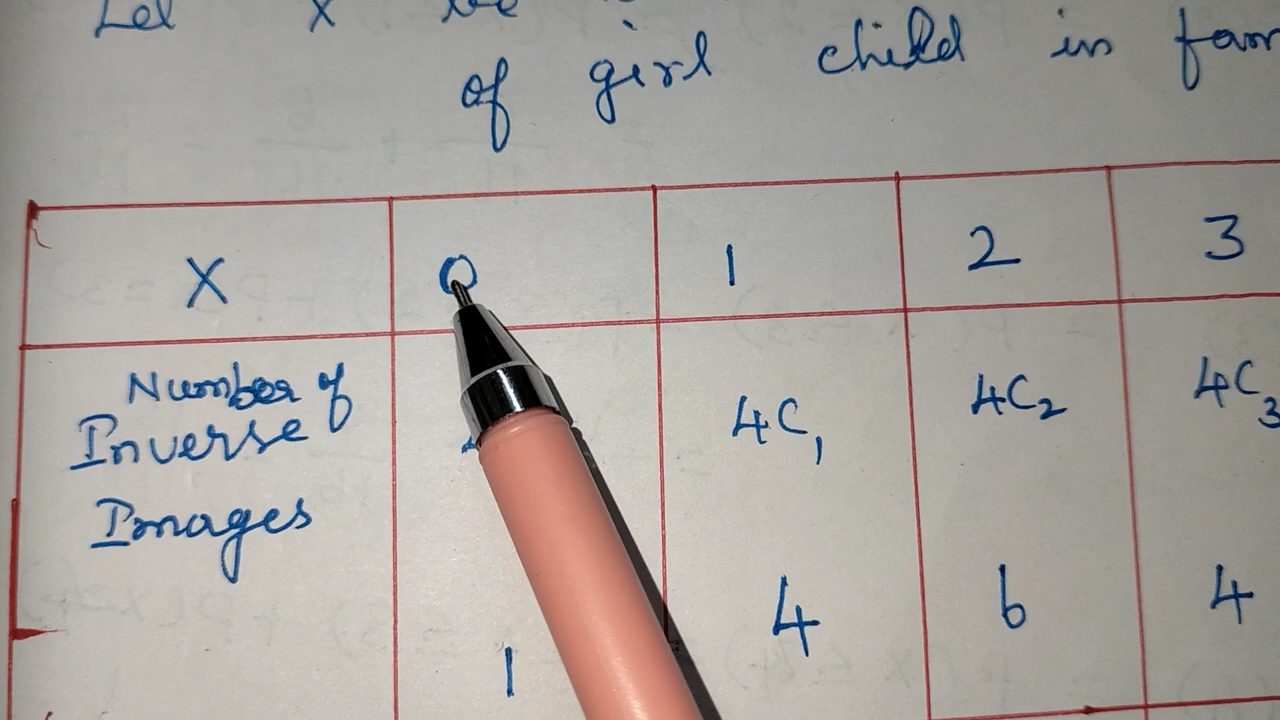 Let X be
of girl child in
X 0 1 2 3
Number of
Inverse
Images
4C1 4C2 4C3
1 4 6 4